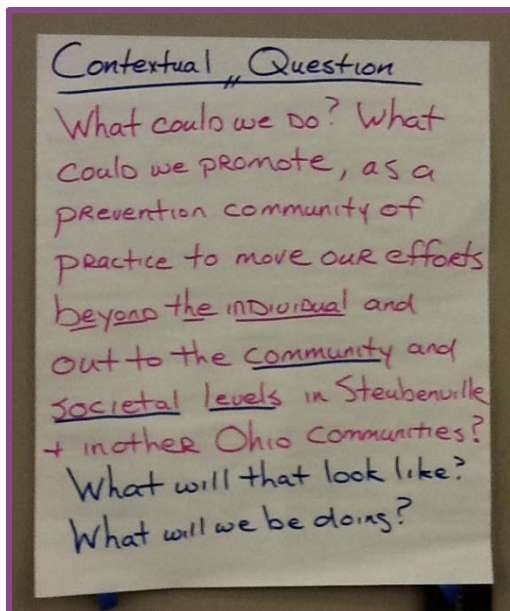 Contextual Question
What could we do? What
could we promote, as a
prevention community of
practice to move our efforts
beyond the individual and
out to the community and
societal levels in Steubenville
+ in other Ohio Communities?
What will that look like?
What will we be doing?